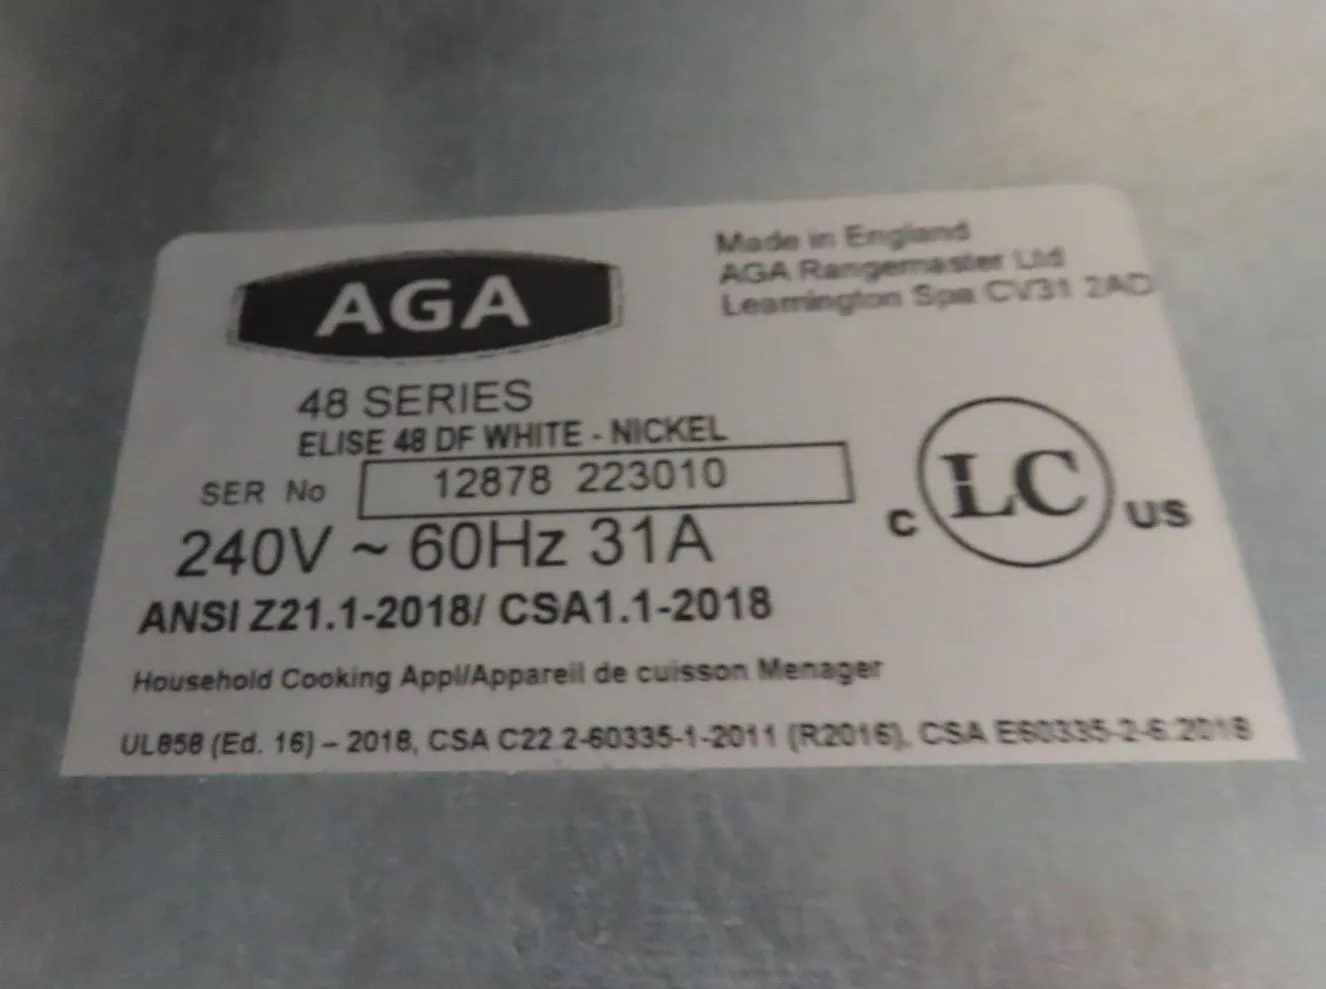 AGA
Made in England
AGA Rangemaster Ltd
Leamington Spa CV31 2AD
48 SERIES
ELISE 48 DF WHITE - NICKEL
SER No 12878 223010
240V ~ 60Hz 31A
C LC US
ANSI Z21.1-2018/ CSA1.1-2018
Household Cooking Appl/Appareil de cuisson Menager
UL858 (Ed. 16) – 2018, CSA C22.2-60335-1-2011 (R2016), CSA E60335-2-6:2018